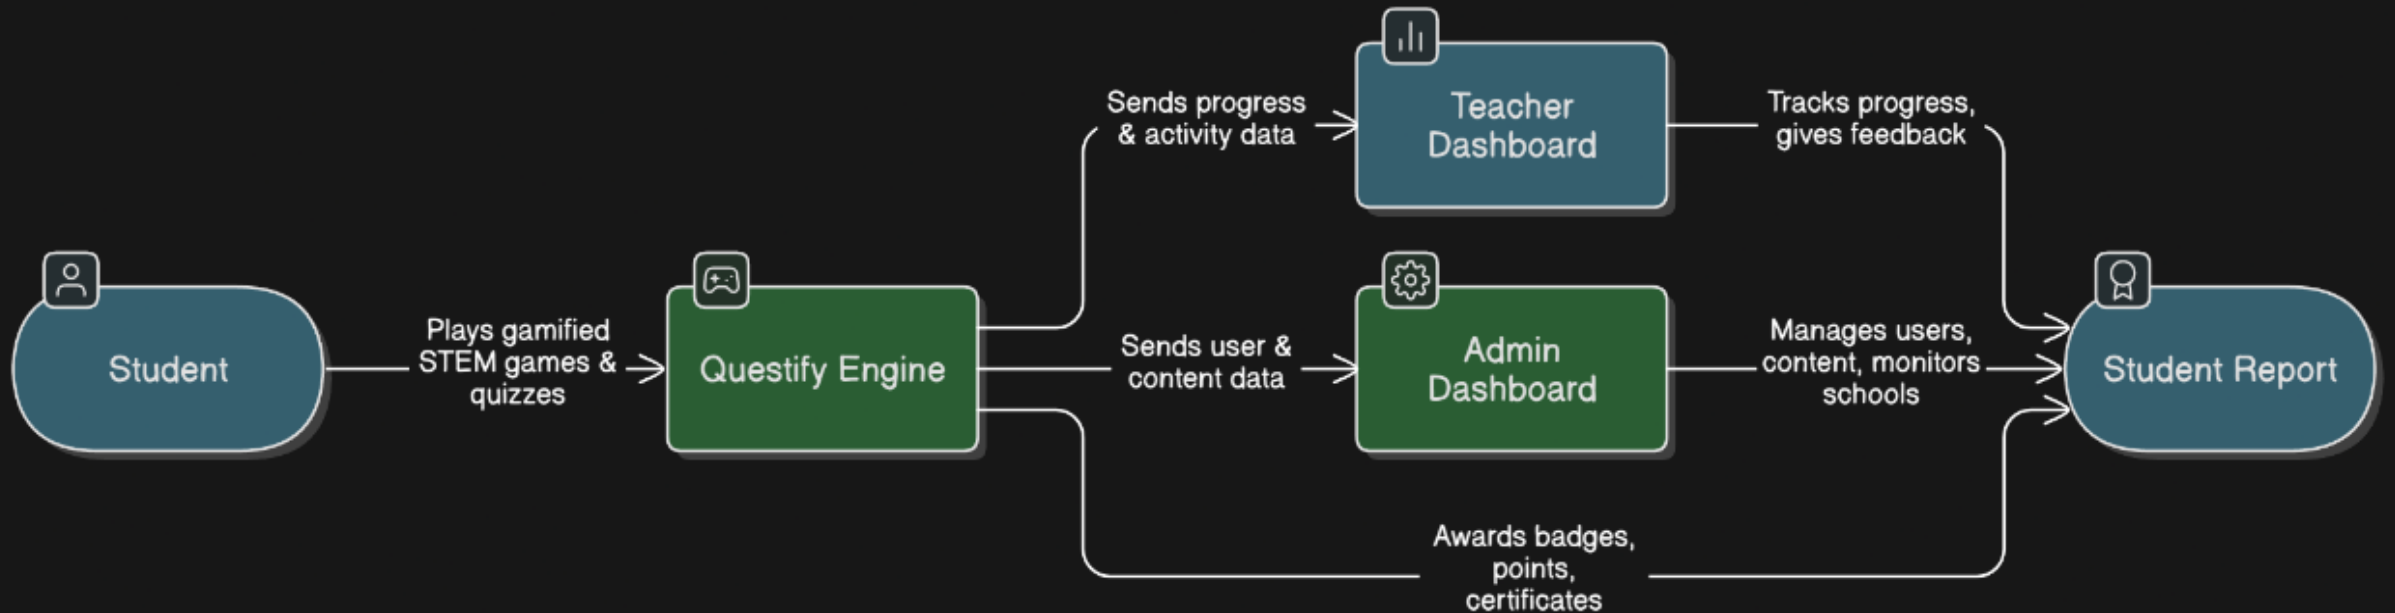 Student
Plays gamified
STEM games &
quizzes
Questify Engine
Sends progress
& activity data
Teacher
Dashboard
Tracks progress,
gives feedback
Sends user &
content data
Admin
Dashboard
Manages users,
content, monitors
schools
Awards badges,
points,
certificates
Student Report